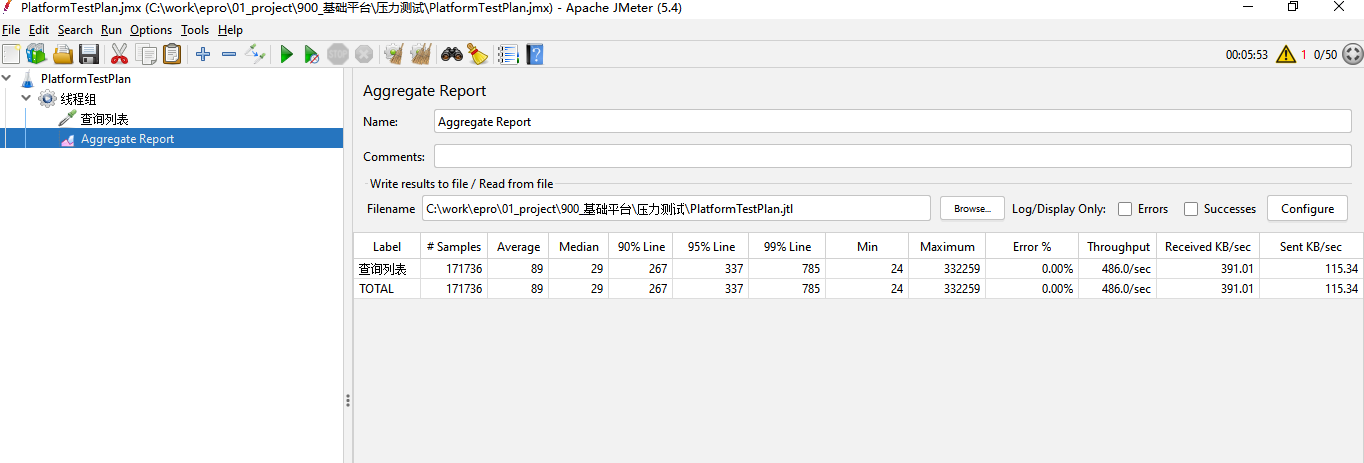 PlatformTestPlan.jmx (C:\work\epro\01_project\900_基础平台\压力测试\PlatformTestPlan.jmx) - Apache JMeter (5.4)
File Edit Search Run Options Tools Help
STOP 00:05:53 1 0/50
PlatformTestPlan
线程组
查询列表
Aggregate Report
Aggregate Report
Name: Aggregate Report
Comments:
Write results to file / Read from file
Filename C:\work\epro\01_project\900_基础平台\压力测试\PlatformTestPlan.jtl Browse... Log/Display Only: Errors Successes Configure
Label # Samples Average Median 90% Line 95% Line 99% Line Min Maximum Error % Throughput Received KB/sec Sent KB/sec
查询列表 171736 89 29 267 337 785 24 332259 0.00% 486.0/sec 391.01 115.34
TOTAL 171736 89 29 267 337 785 24 332259 0.00% 486.0/sec 391.01 115.34